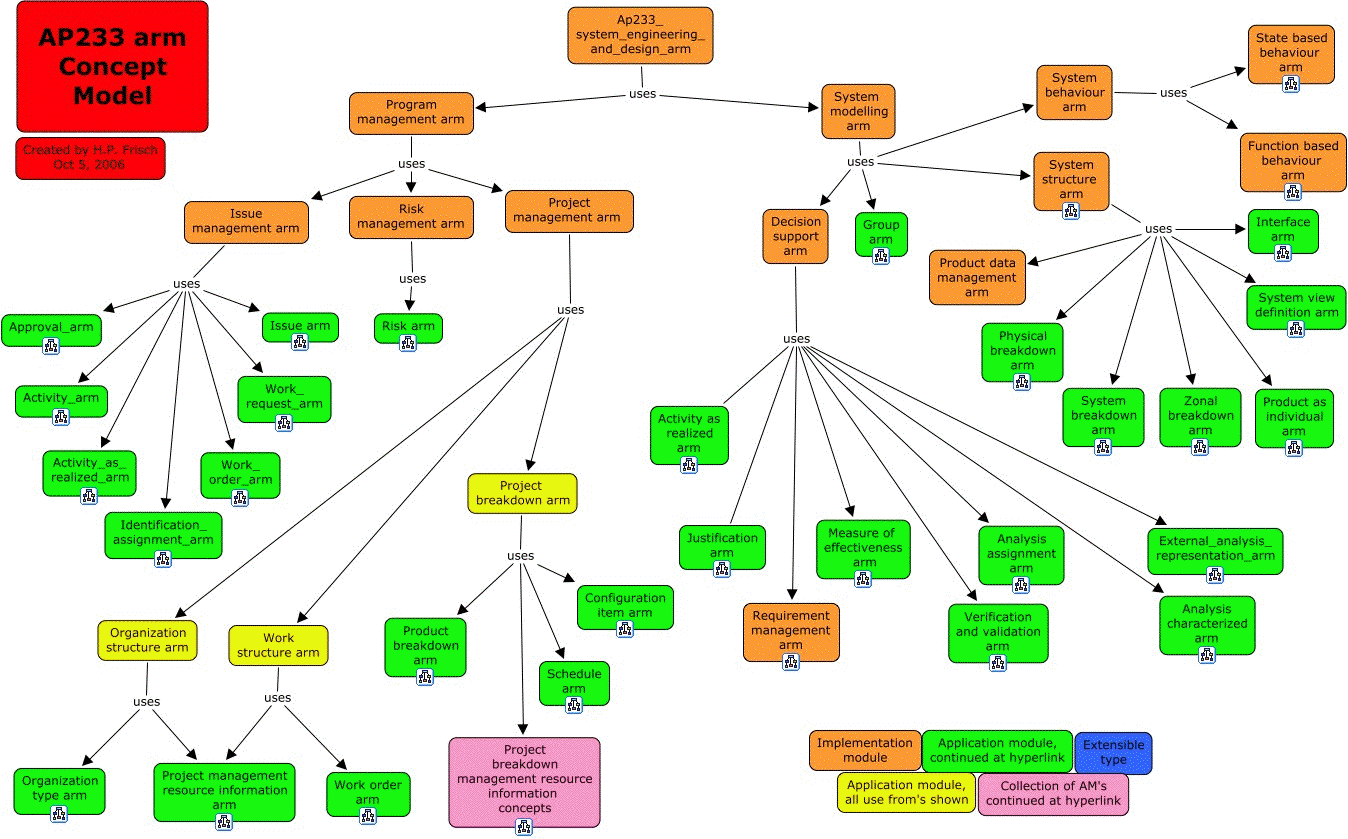 AP233 arm
Concept
Model
Created by H.P. Frisch
Oct 5, 2006
Ap233_
system_engineering_
and_design_arm
uses
Program
management arm
System
modelling
arm
System
behaviour
arm
uses
State based
behaviour
arm
Function based
behaviour
arm
uses
uses
System
structure
arm
Issue
management arm
Risk
management arm
Project
management arm
Decision
support
arm
Group
arm
uses
Interface
arm
Product data
management
arm
System view
definition arm
Physical
breakdown
arm
System
breakdown
arm
Zonal
breakdown
arm
Product as
individual
arm
uses
uses
uses
uses
Approval_arm
Issue arm
Risk arm
Activity_arm
Work_
request_arm
Activity_as_
realized_arm
Work_
order_arm
Identification_
assignment_arm
Activity as
realized
arm
Project
breakdown arm
Justification
arm
Measure of
effectiveness
arm
Analysis
assignment
arm
External_analysis_
representation_arm
uses
Configuration
item arm
Product
breakdown
arm
Schedule
arm
Requirement
management
arm
Verification
and validation
arm
Analysis
characterized
arm
Organization
structure arm
Work
structure arm
uses
uses
Organization
type arm
Project management
resource information
arm
Work order
arm
Project
breakdown
management resource
information
concepts
Implementation
module
Application module,
continued at hyperlink
Extensible
type
Application module,
all use from's shown
Collection of AM's
continued at hyperlink